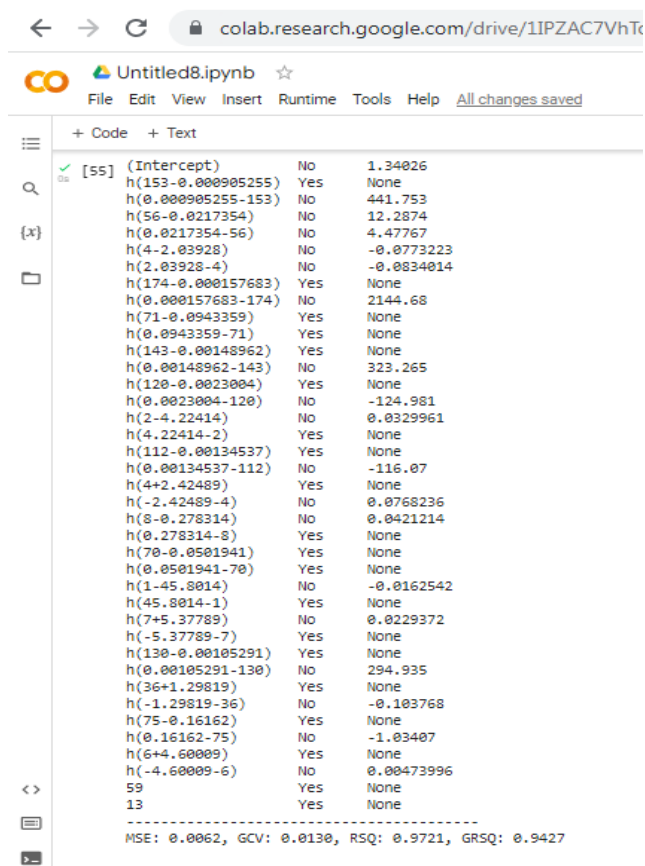 colab.research.google.com/drive/1IPZAC7VhTc
CO Untitled8.ipynb
File Edit View Insert Runtime Tools Help All changes saved
+ Code + Text
[55] (Intercept) No 1.34026
0s h(153-0.000905255) Yes None
h(0.000905255-153) No 441.753
h(56-0.0217354) No 12.2874
{x} h(0.0217354-56) No 4.47767
h(4-2.03928) No -0.0773223
h(2.03928-4) No -0.0834014
h(174-0.000157683) Yes None
h(0.000157683-174) No 2144.68
h(71-0.0943359) Yes None
h(0.0943359-71) Yes None
h(143-0.00148962) Yes None
h(0.00148962-143) No 323.265
h(120-0.0023004) Yes None
h(0.0023004-120) No -124.981
h(2-4.22414) No 0.0329961
h(4.22414-2) Yes None
h(112-0.00134537) Yes None
h(0.00134537-112) No -116.07
h(4+2.42489) Yes None
h(-2.42489-4) No 0.0768236
h(8-0.278314) No 0.0421214
h(0.278314-8) Yes None
h(70-0.0501941) Yes None
h(0.0501941-70) Yes None
h(1-45.8014) No -0.0162542
h(45.8014-1) Yes None
h(7+5.37789) No 0.0229372
h(-5.37789-7) Yes None
h(130-0.00105291) Yes None
h(0.00105291-130) No 294.935
h(36+1.29819) Yes None
h(-1.29819-36) No -0.103768
h(75-0.16162) Yes None
h(0.16162-75) No -1.03407
h(6+4.60009) Yes None
h(-4.60009-6) No 0.00473996
59 Yes None
13 Yes None
----------------------------------------
MSE: 0.0062, GCV: 0.0130, RSQ: 0.9721, GRSQ: 0.9427